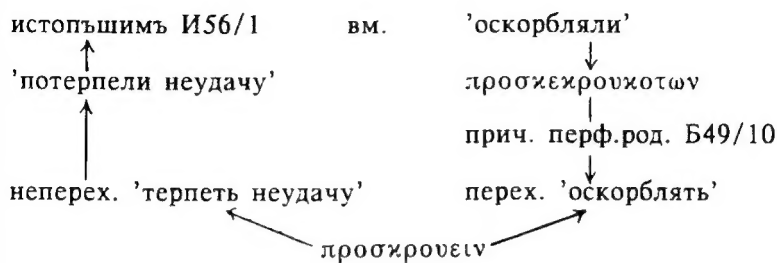 истопъшимъ И56/1 вм. 'оскорбляли'
'потерпели неудачу' προσκεκρουκοτων
прич. перф.род. Б49/10
неперех. 'терпеть неудачу' перех. 'оскорблять'
προσκρουειν